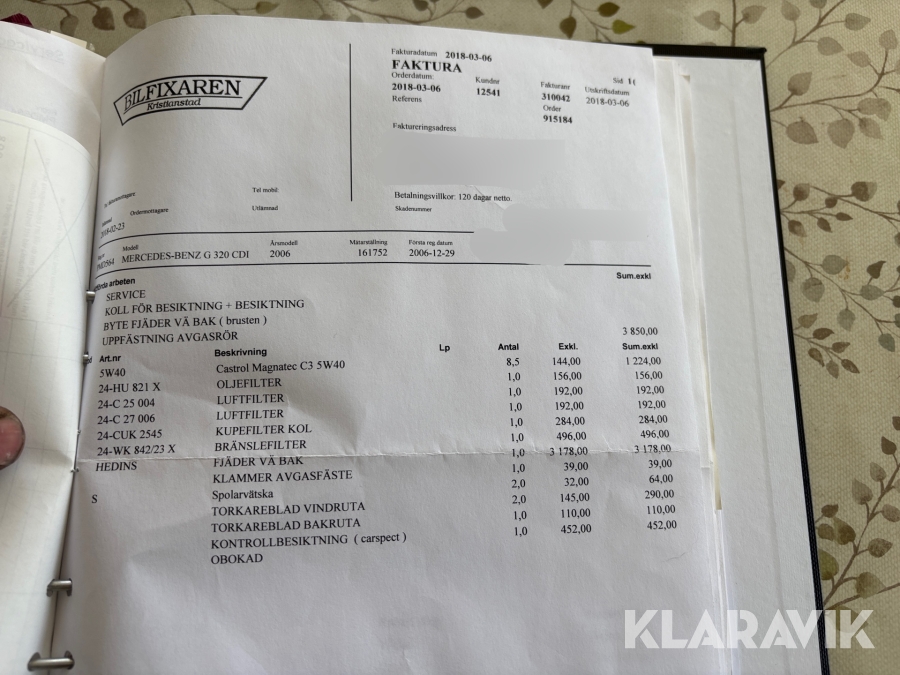 BILFIXAREN
Kristianstad
Fakturadatum 2018-03-06
FAKTURA
Orderdatum: Kundnr Fakturanr Sid 1(
2018-03-06 12541 310042 Utskriftsdatum
Referens Order 2018-03-06
915184
Faktureringsadress
Betalningsvillkor: 120 dagar netto.
Tel mobil:
Ordermottagare Utlämnad Skadenummer
2018-02-23
Modell Årsmodell Mätarställning Första reg.datum
MERCEDES-BENZ G 320 CDI 2006 161752 2006-12-29
arbeten Sum.exkl
SERVICE
KOLL FÖR BESIKTNING + BESIKTNING
BYTE FJÄDER VÄ BAK ( brusten )
UPPFÄSTNING AVGASRÖR 3 850,00
Art.nr Beskrivning Lp Antal Exkl. Sum.exkl
5W40 Castrol Magnatec C3 5W40 8,5 144,00 1 224,00
24-HU 821 X OLJEFILTER 1,0 156,00 156,00
24-C 25 004 LUFTFILTER 1,0 192,00 192,00
24-C 27 006 LUFTFILTER 1,0 192,00 192,00
24-CUK 2545 KUPEFILTER KOL 1,0 284,00 284,00
24-WK 842/23 X BRÄNSLEFILTER 1,0 496,00 496,00
HEDINS FJÄDER VÄ BAK 1,0 3 178,00 3 178,00
KLAMMER AVGASFÄSTE 1,0 39,00 39,00
S Spolarvätska 2,0 32,00 64,00
TORKAREBLAD VINDRUTA 2,0 145,00 290,00
TORKAREBLAD BAKRUTA 1,0 110,00 110,00
KONTROLLBESIKTNING ( carspect ) 1,0 452,00 452,00
OBOKAD
KLARAVIK